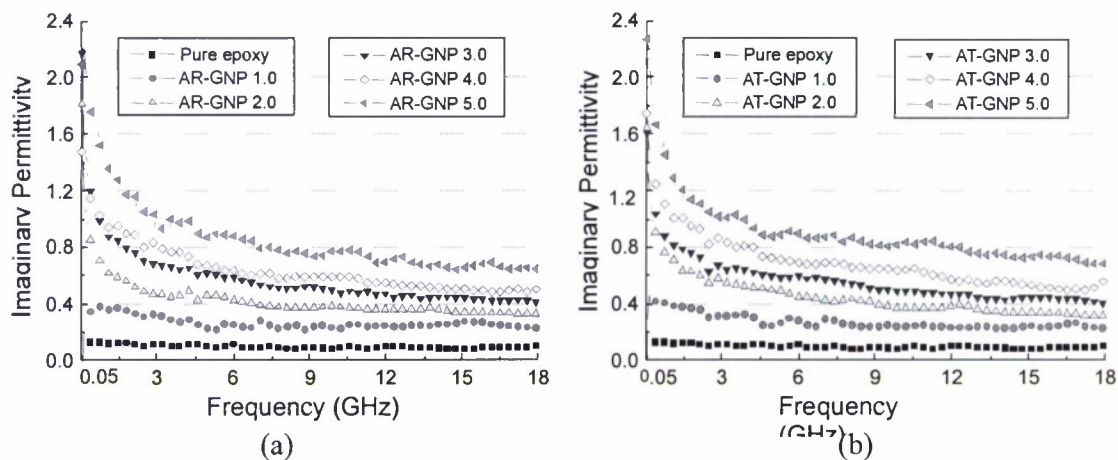 2.4
2.0
1.6
1.2
0.8
0.4
0.0
Imaginary Permittivity
Pure epoxy
AR-GNP 1.0
AR-GNP 2.0
AR-GNP 3.0
AR-GNP 4.0
AR-GNP 5.0
0.05 3 6 9 12 15 18
Frequency (GHz)
(a)
2.4
2.0
1.6
1.2
0.8
0.4
0.0
Imaginary Permittivity
Pure epoxy
AT-GNP 1.0
AT-GNP 2.0
AT-GNP 3.0
AT-GNP 4.0
AT-GNP 5.0
0.05 3 6 9 12 15 18
Frequency
(GHz)
(b)